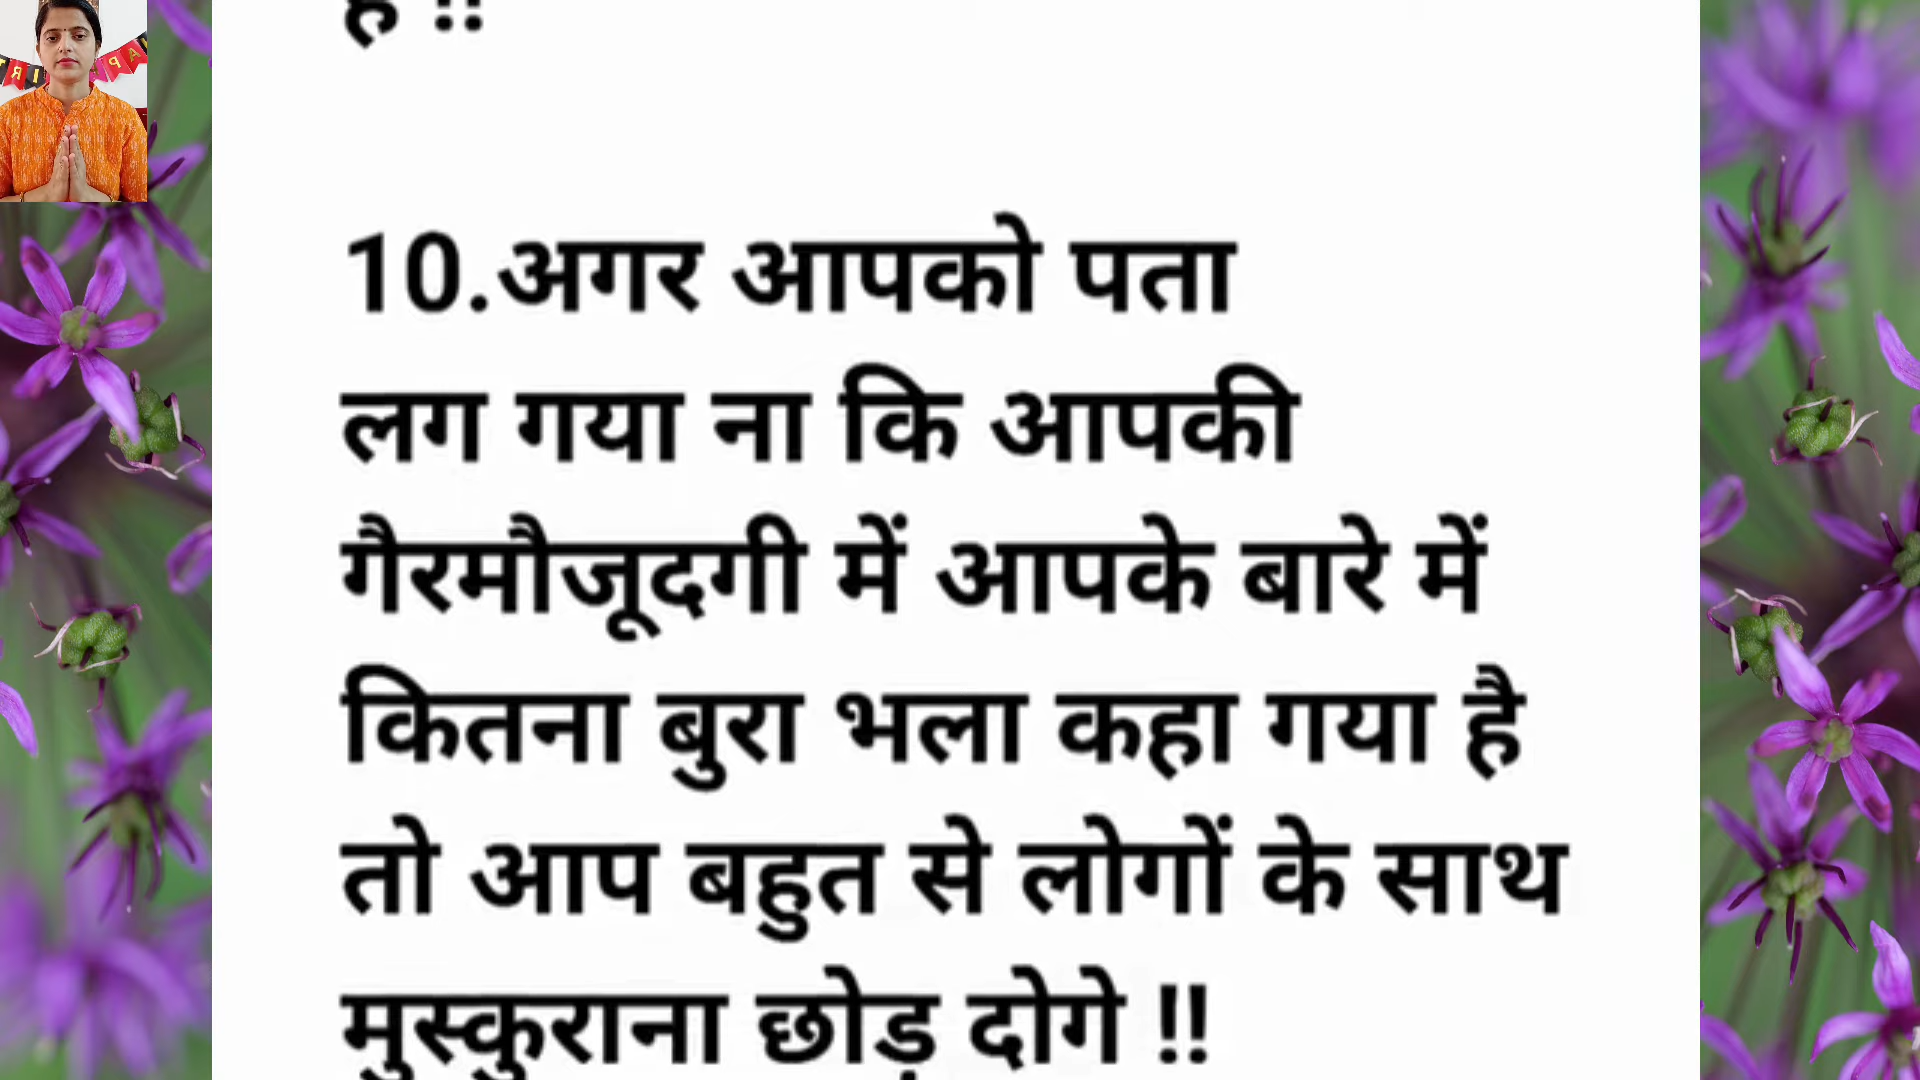 है !!
10.अगर आपको पता
लग गया ना कि आपकी
गैरमौजूदगी में आपके बारे में
कितना बुरा भला कहा गया है
तो आप बहुत से लोगों के साथ
मुस्कुराना छोड़ दोगे !!